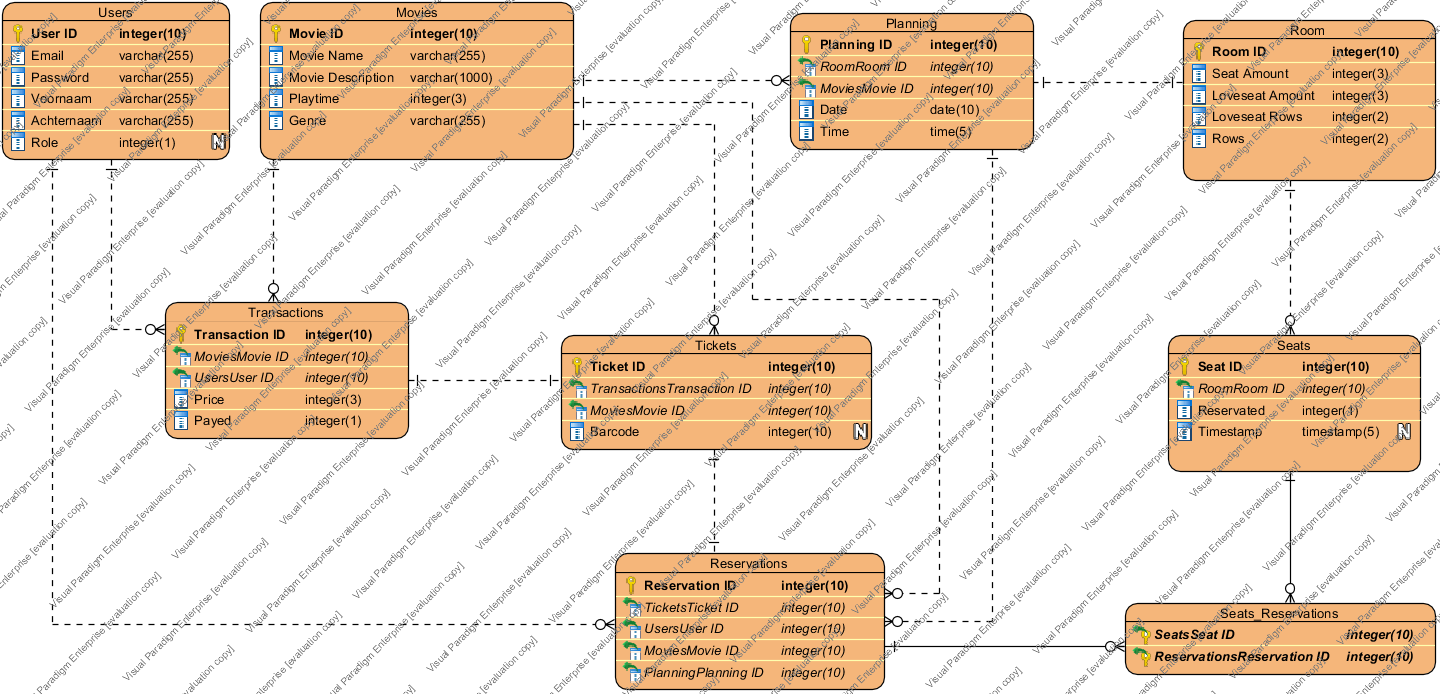 Users
User ID integer(10)
Email varchar(255)
Password varchar(255)
Voornaam varchar(255)
Achternaam varchar(255)
Role integer(1) N
Movies
Movie ID integer(10)
Movie Name varchar(255)
Movie Description varchar(1000)
Playtime integer(3)
Genre varchar(255)
Planning
Planning ID integer(10)
RoomRoom ID integer(10)
MoviesMovie ID integer(10)
Date date(10)
Time time(5)
Room
Room ID integer(10)
Seat Amount integer(3)
Loveseat Amount integer(3)
Loveseat Rows integer(2)
Rows integer(2)
Transactions
Transaction ID integer(10)
MoviesMovie ID integer(10)
UsersUser ID integer(10)
Price integer(3)
Payed integer(1)
Tickets
Ticket ID integer(10)
TransactionsTransaction ID integer(10)
MoviesMovie ID integer(10)
Barcode integer(10) N
Seats
Seat ID integer(10)
RoomRoom ID integer(10)
Reservated integer(1)
Timestamp timestamp(5) N
Reservations
Reservation ID integer(10)
TicketsTicket ID integer(10)
UsersUser ID integer(10)
MoviesMovie ID integer(10)
PlanningPlanning ID integer(10)
Seats_Reservations
SeatsSeat ID integer(10)
ReservationsReservation ID integer(10)
Visual Paradigm Enterprise [evaluation copy]